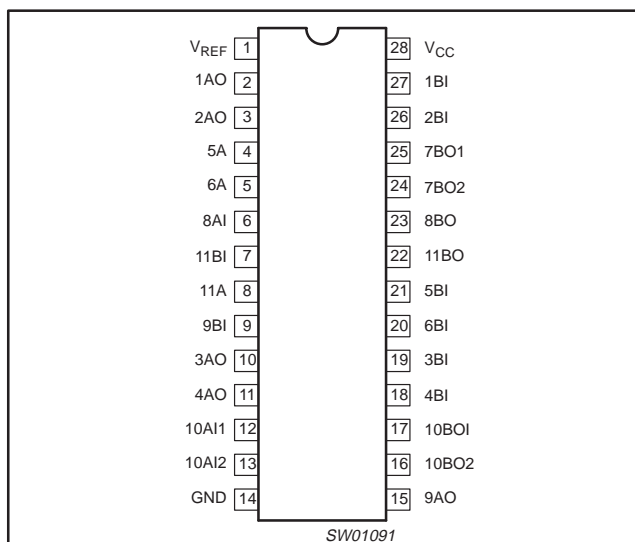 VREF 1 28 VCC
1AO 2 27 1BI
2AO 3 26 2BI
5A 4 25 7BO1
6A 5 24 7BO2
8AI 6 23 8BO
11BI 7 22 11BO
11A 8 21 5BI
9BI 9 20 6BI
3AO 10 19 3BI
4AO 11 18 4BI
10AI1 12 17 10BOI
10AI2 13 16 10BO2
GND 14 15 9AO
SW01091